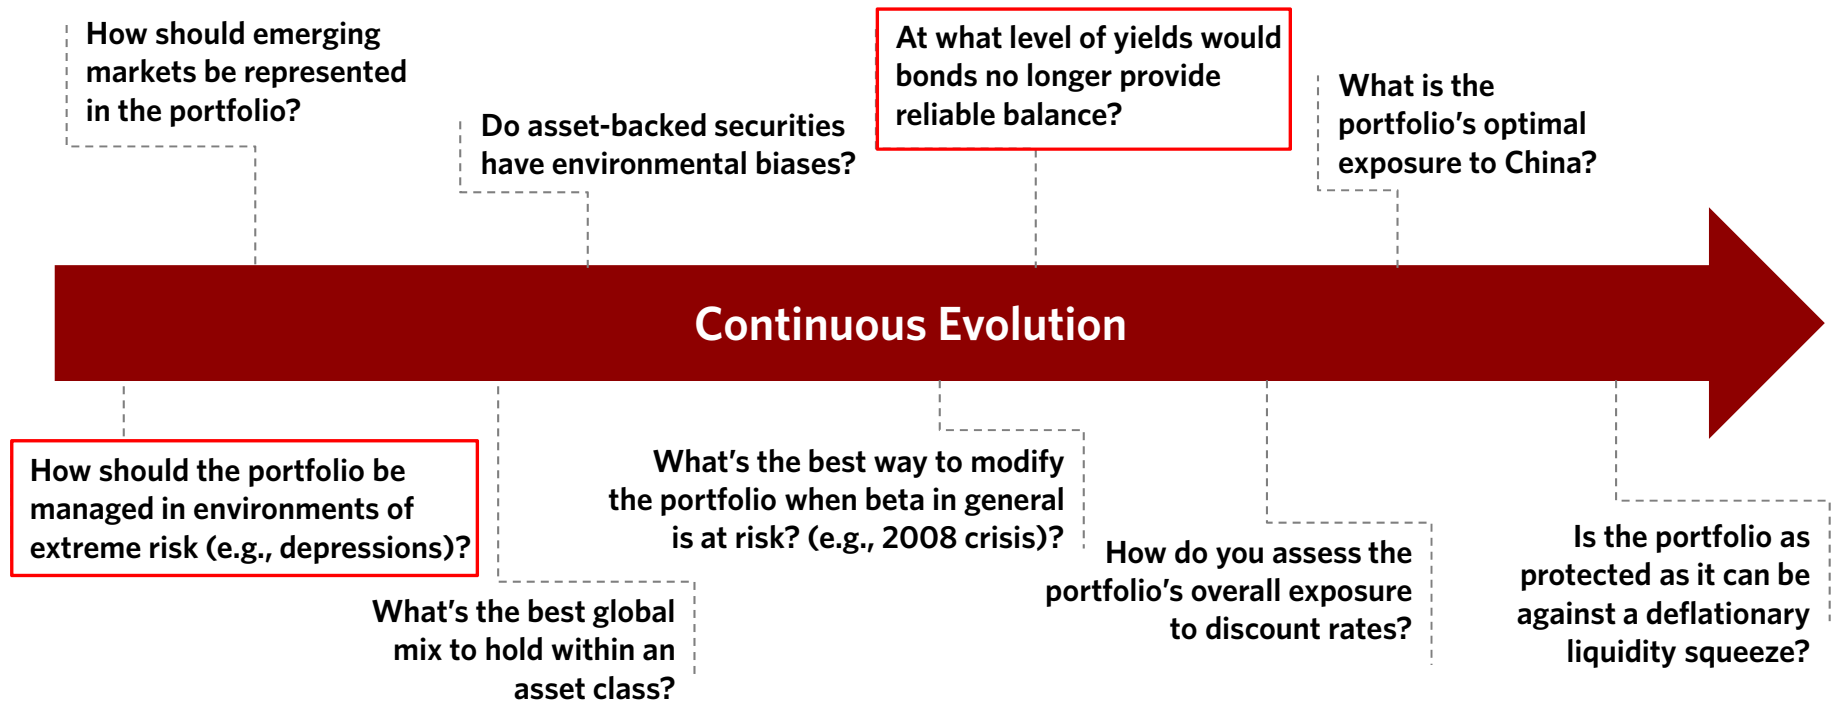 How should emerging
markets be represented
in the portfolio?
Do asset-backed securities
have environmental biases?
At what level of yields would
bonds no longer provide
reliable balance?
What is the
portfolio's optimal
exposure to China?
Continuous Evolution
How should the portfolio be
managed in environments of
extreme risk (e.g., depressions)?
What's the best global
mix to hold within an
asset class?
What's the best way to modify
the portfolio when beta in general
is at risk? (e.g., 2008 crisis)?
How do you assess the
portfolio's overall exposure
to discount rates?
Is the portfolio as
protected as it can be
against a deflationary
liquidity squeeze?